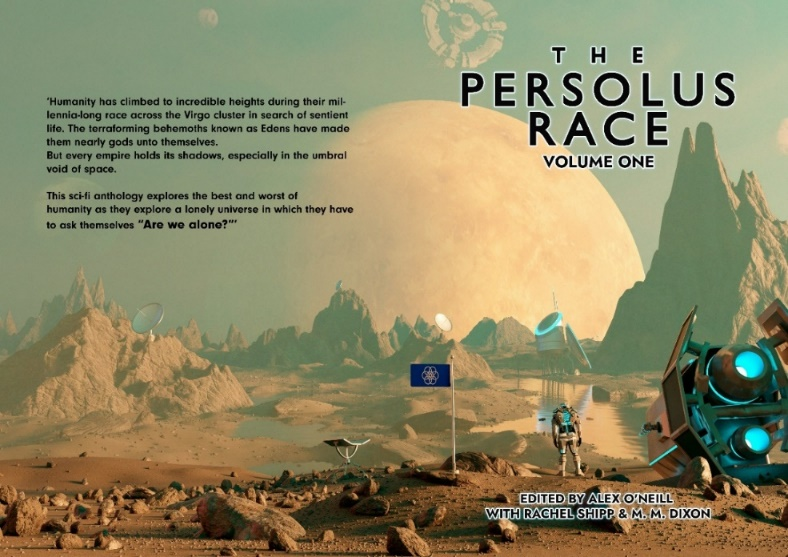 'Humanity has climbed to incredible heights during their mil-
lennia-long race across the Virgo cluster in search of sentient
life. The terraforming behemoths known as Edens have made
them nearly gods unto themselves.
But every empire holds its shadows, especially in the umbral
void of space.
This sci-fi anthology explores the best and worst of
humanity as they explore a lonely universe in which they have
to ask themselves "Are we alone?"'
THE
PERSOLUS
RACE
VOLUME ONE
EDITED BY ALEX O'NEILL
WITH RACHEL SHIPP & M. M. DIXON